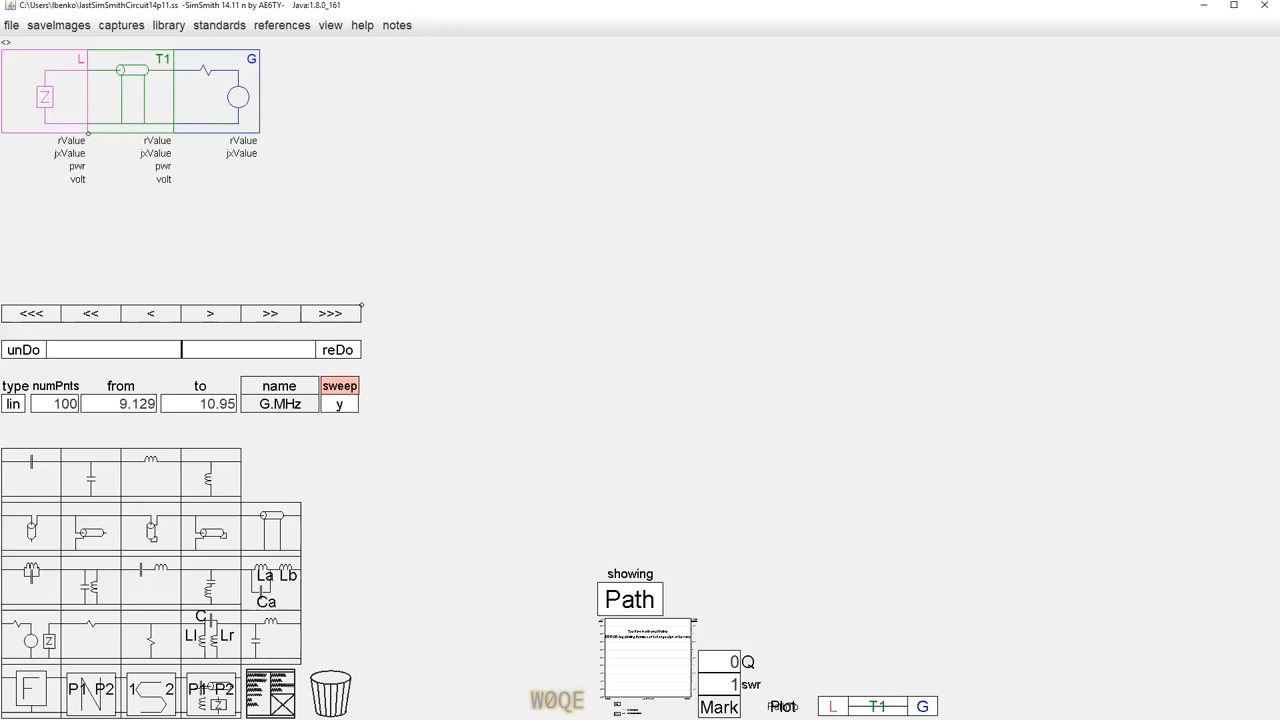 C:\Users\lbenko\lastSimSmithCircuit14p11.ss -SimSmith 14.11 n by AE6TY- Java:1.8.0_161
file saveImages captures library standards references view help notes
<>
L T1 G
Z
rValue rValue rValue
jxValue jxValue jxValue
pwr pwr
volt volt
<<< << < > >> >>>
unDo reDo
type numPnts from to name sweep
lin 100 9.129 10.95 G.MHz y
La Lb
Ca
C
Ll Lr
F P1 N P2 1 2 P1 P2
showing
Path
0 Q
1 swr
Mark Plot L T1 G
W0QE